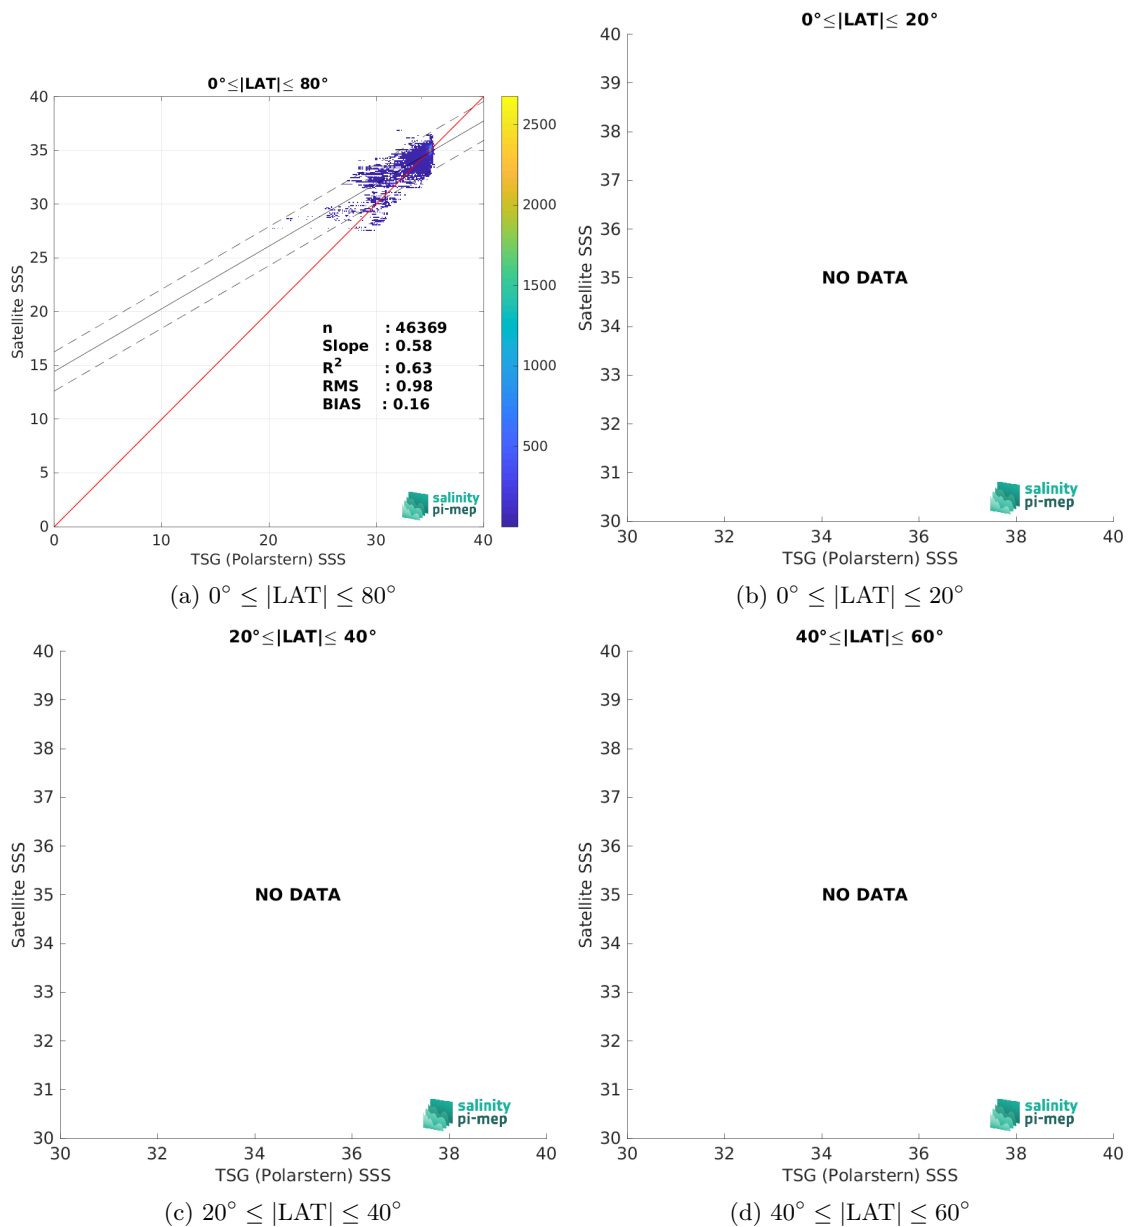 0°≤|LAT|≤ 80°
Satellite SSS
40
35
30
25
20
15
10
5
0
0
10
20
30
40
TSG (Polarstern) SSS
n : 46369
Slope : 0.58
R² : 0.63
RMS : 0.98
BIAS : 0.16
salinity
pi-mep
2500
2000
1500
1000
500
(a) 0° ≤ |LAT| ≤ 80°
0°≤|LAT|≤ 20°
Satellite SSS
40
39
38
37
36
35
34
33
32
31
30
NO DATA
salinity
pi-mep
30
32
34
36
38
40
TSG (Polarstern) SSS
(b) 0° ≤ |LAT| ≤ 20°
20°≤|LAT|≤ 40°
Satellite SSS
40
39
38
37
36
35
34
33
32
31
30
NO DATA
salinity
pi-mep
30
32
34
36
38
40
TSG (Polarstern) SSS
(c) 20° ≤ |LAT| ≤ 40°
40°≤|LAT|≤ 60°
Satellite SSS
40
39
38
37
36
35
34
33
32
31
30
NO DATA
salinity
pi-mep
30
32
34
36
38
40
TSG (Polarstern) SSS
(d) 40° ≤ |LAT| ≤ 60°